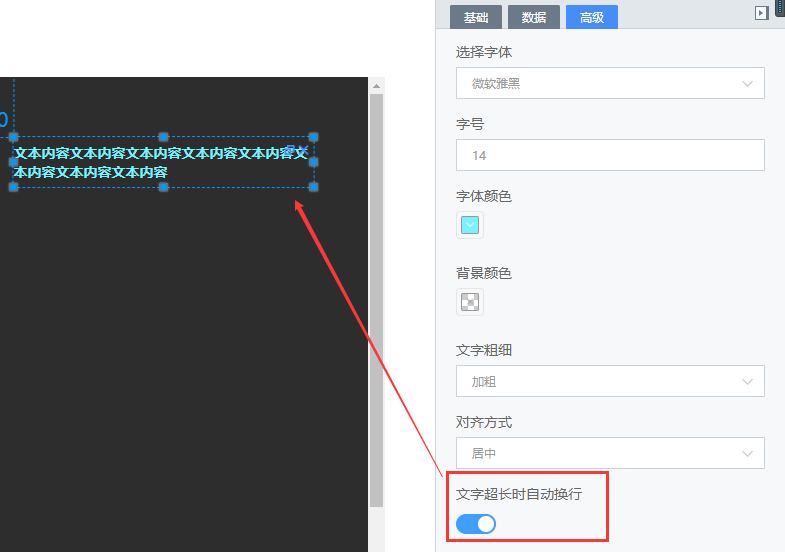 基础 数据 高级
选择字体
微软雅黑
字号
14
字体颜色
背景颜色
文字粗细
加粗
对齐方式
居中
文字超长时自动换行
0
文本内容文本内容文本内容文本内容文本内容文
本内容文本内容文本内容